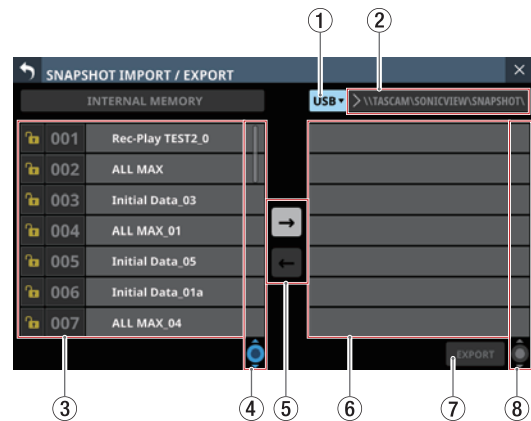 ① ②
SNAPSHOT IMPORT / EXPORT ×
INTERNAL MEMORY USB ▾ >\\TASCAM\SONICVIEW\SNAPSHOT\
001 Rec-Play TEST2_0
002 ALL MAX
003 Initial Data_03
004 ALL MAX_01
005 Initial Data_05
006 Initial Data_01a
007 ALL MAX_04
EXPORT
③ ④ ⑤ ⑥ ⑦ ⑧